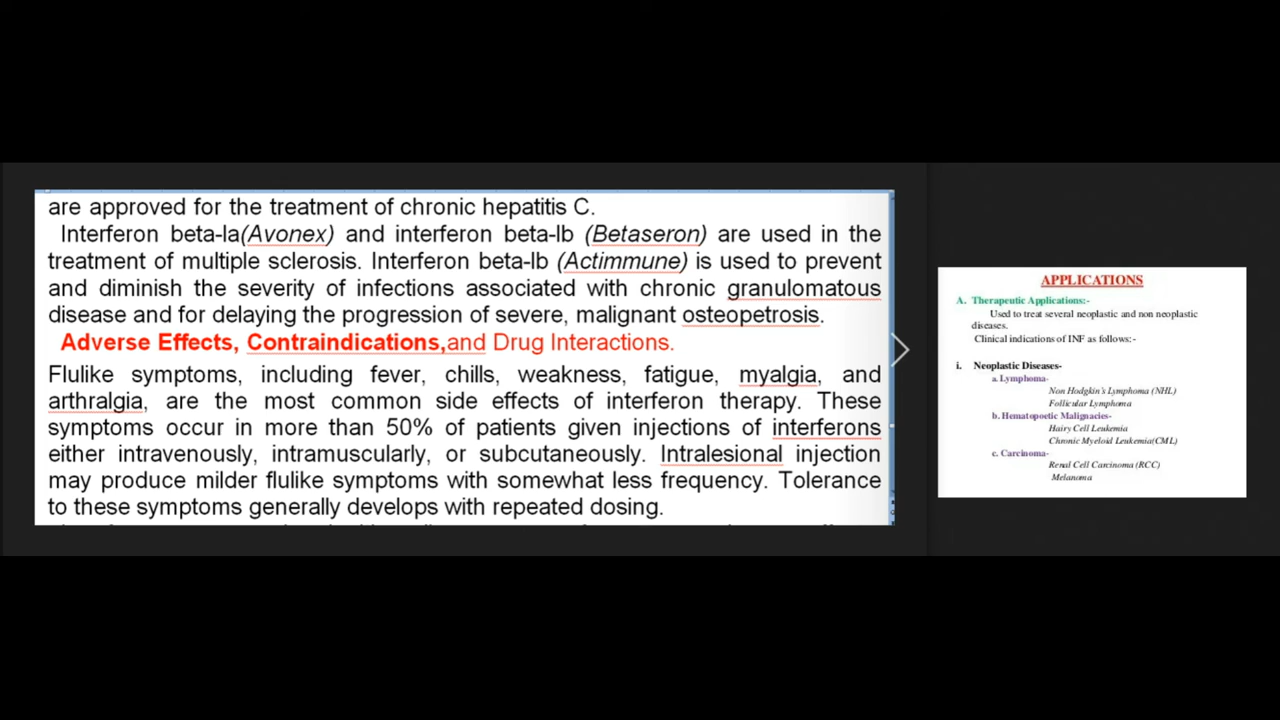 are approved for the treatment of chronic hepatitis C.
Interferon beta-la(Avonex) and interferon beta-lb (Betaseron) are used in the
treatment of multiple sclerosis. Interferon beta-lb (Actimmune) is used to prevent
and diminish the severity of infections associated with chronic granulomatous
disease and for delaying the progression of severe, malignant osteopetrosis.
Adverse Effects, Contraindications,and Drug Interactions.
Flulike symptoms, including fever, chills, weakness, fatigue, myalgia, and
arthralgia, are the most common side effects of interferon therapy. These
symptoms occur in more than 50% of patients given injections of interferons
either intravenously, intramuscularly, or subcutaneously. Intralesional injection
may produce milder flulike symptoms with somewhat less frequency. Tolerance
to these symptoms generally develops with repeated dosing.
APPLICATIONS
A. Therapeutic Applications:-
Used to treat several neoplastic and non neoplastic
diseases.
Clinical indications of INF as follows:-
i. Neoplastic Diseases-
a. Lymphoma-
Non Hodgkin's Lymphoma (NHL)
Follicular Lymphoma
b. Hematopoetic Malignacies-
Hairy Cell Leukemia
Chronic Myeloid Leukemia(CML)
c. Carcinoma-
Renal Cell Carcinoma (RCC)
Melanoma